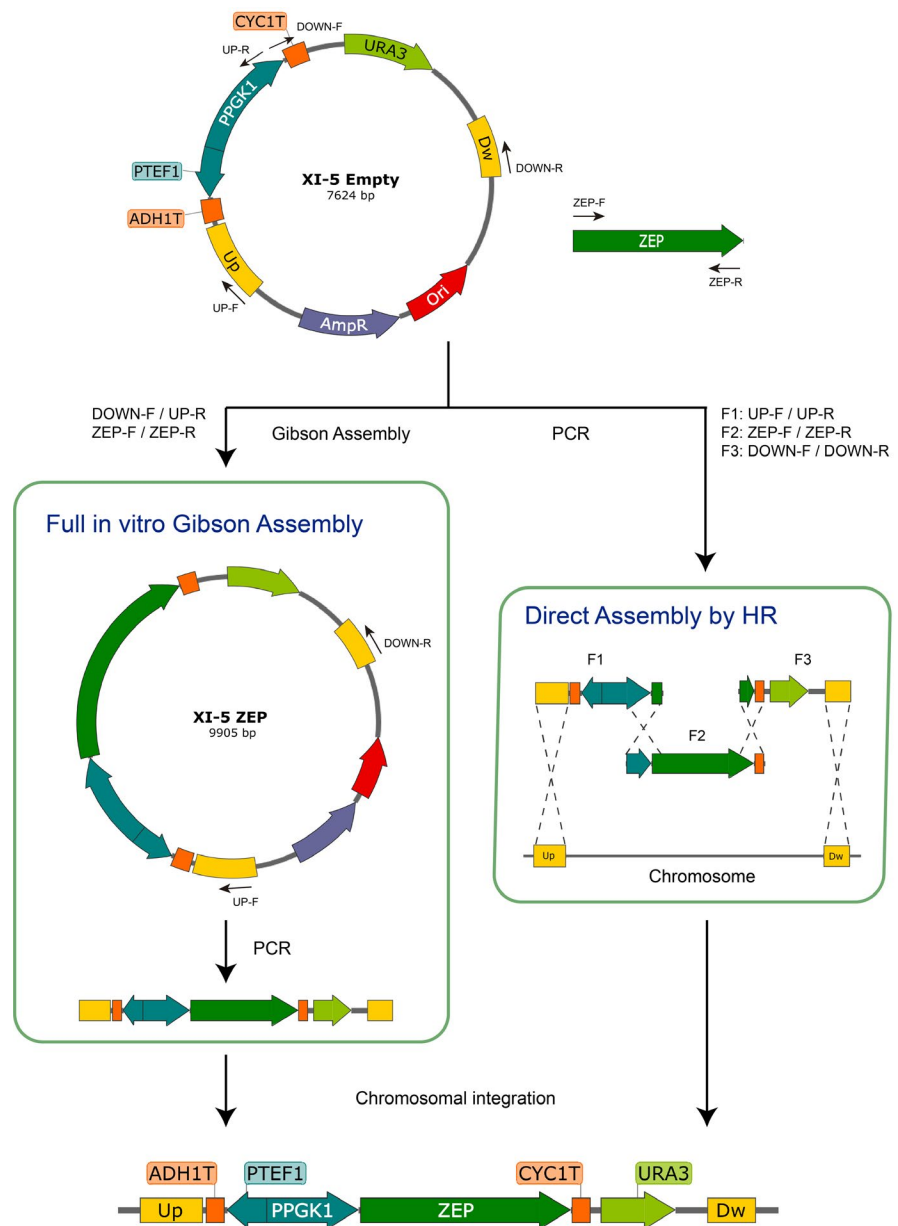 CYC1T
DOWN-F
UP-R
URA3
PPGK1
Dw
DOWN-R
PTEF1
XI-5 Empty
7624 bp
ADH1T
Up
UP-F
AmpR
Ori
ZEP-F
ZEP
ZEP-R
DOWN-F / UP-R
ZEP-F / ZEP-R
Gibson Assembly
PCR
F1: UP-F / UP-R
F2: ZEP-F / ZEP-R
F3: DOWN-F / DOWN-R
Full in vitro Gibson Assembly
DOWN-R
XI-5 ZEP
9905 bp
UP-F
PCR
Direct Assembly by HR
F1
F3
F2
Up
Dw
Chromosome
Chromosomal integration
ADH1T
PTEF1
CYC1T
URA3
Up
PPGK1
ZEP
Dw